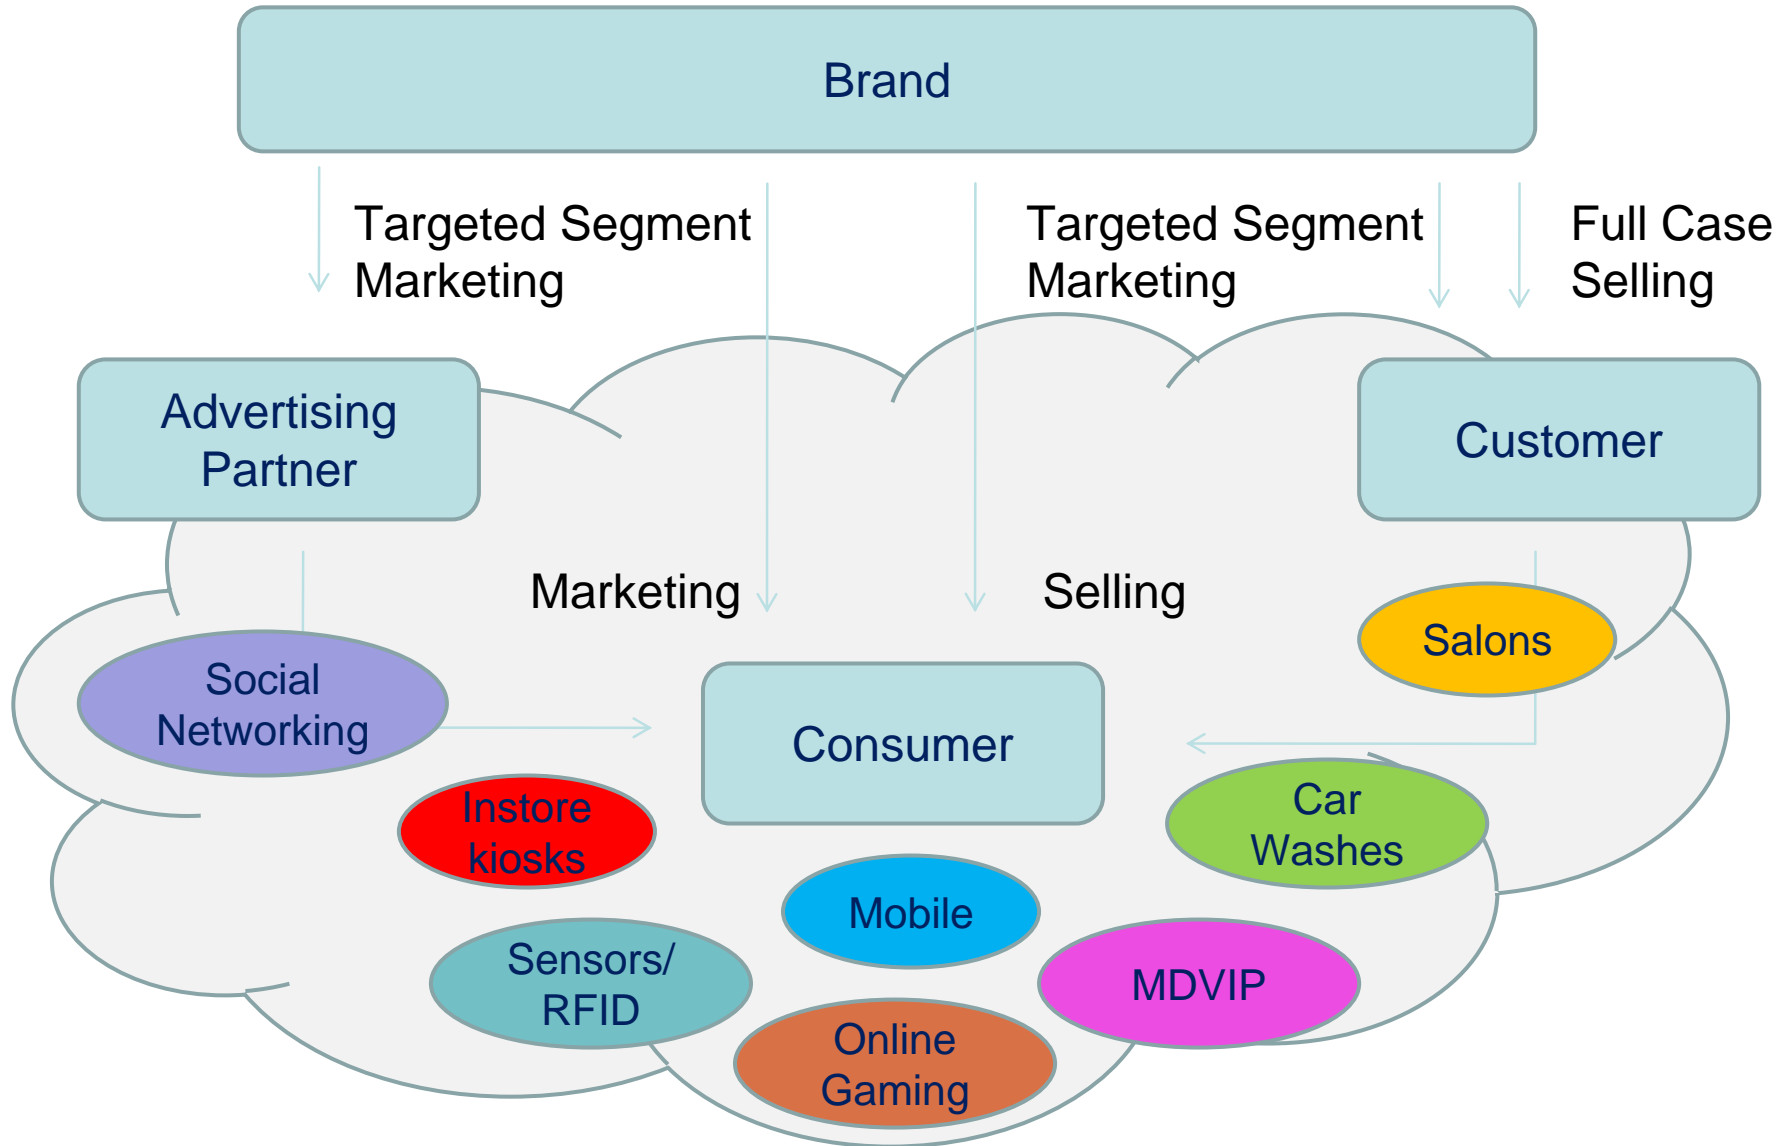 Brand
Targeted Segment
Marketing
Targeted Segment
Marketing
Full Case
Selling
Advertising
Partner
Customer
Marketing
Selling
Salons
Social
Networking
Consumer
Instore
kiosks
Car
Washes
Mobile
Sensors/
RFID
MDVIP
Online
Gaming